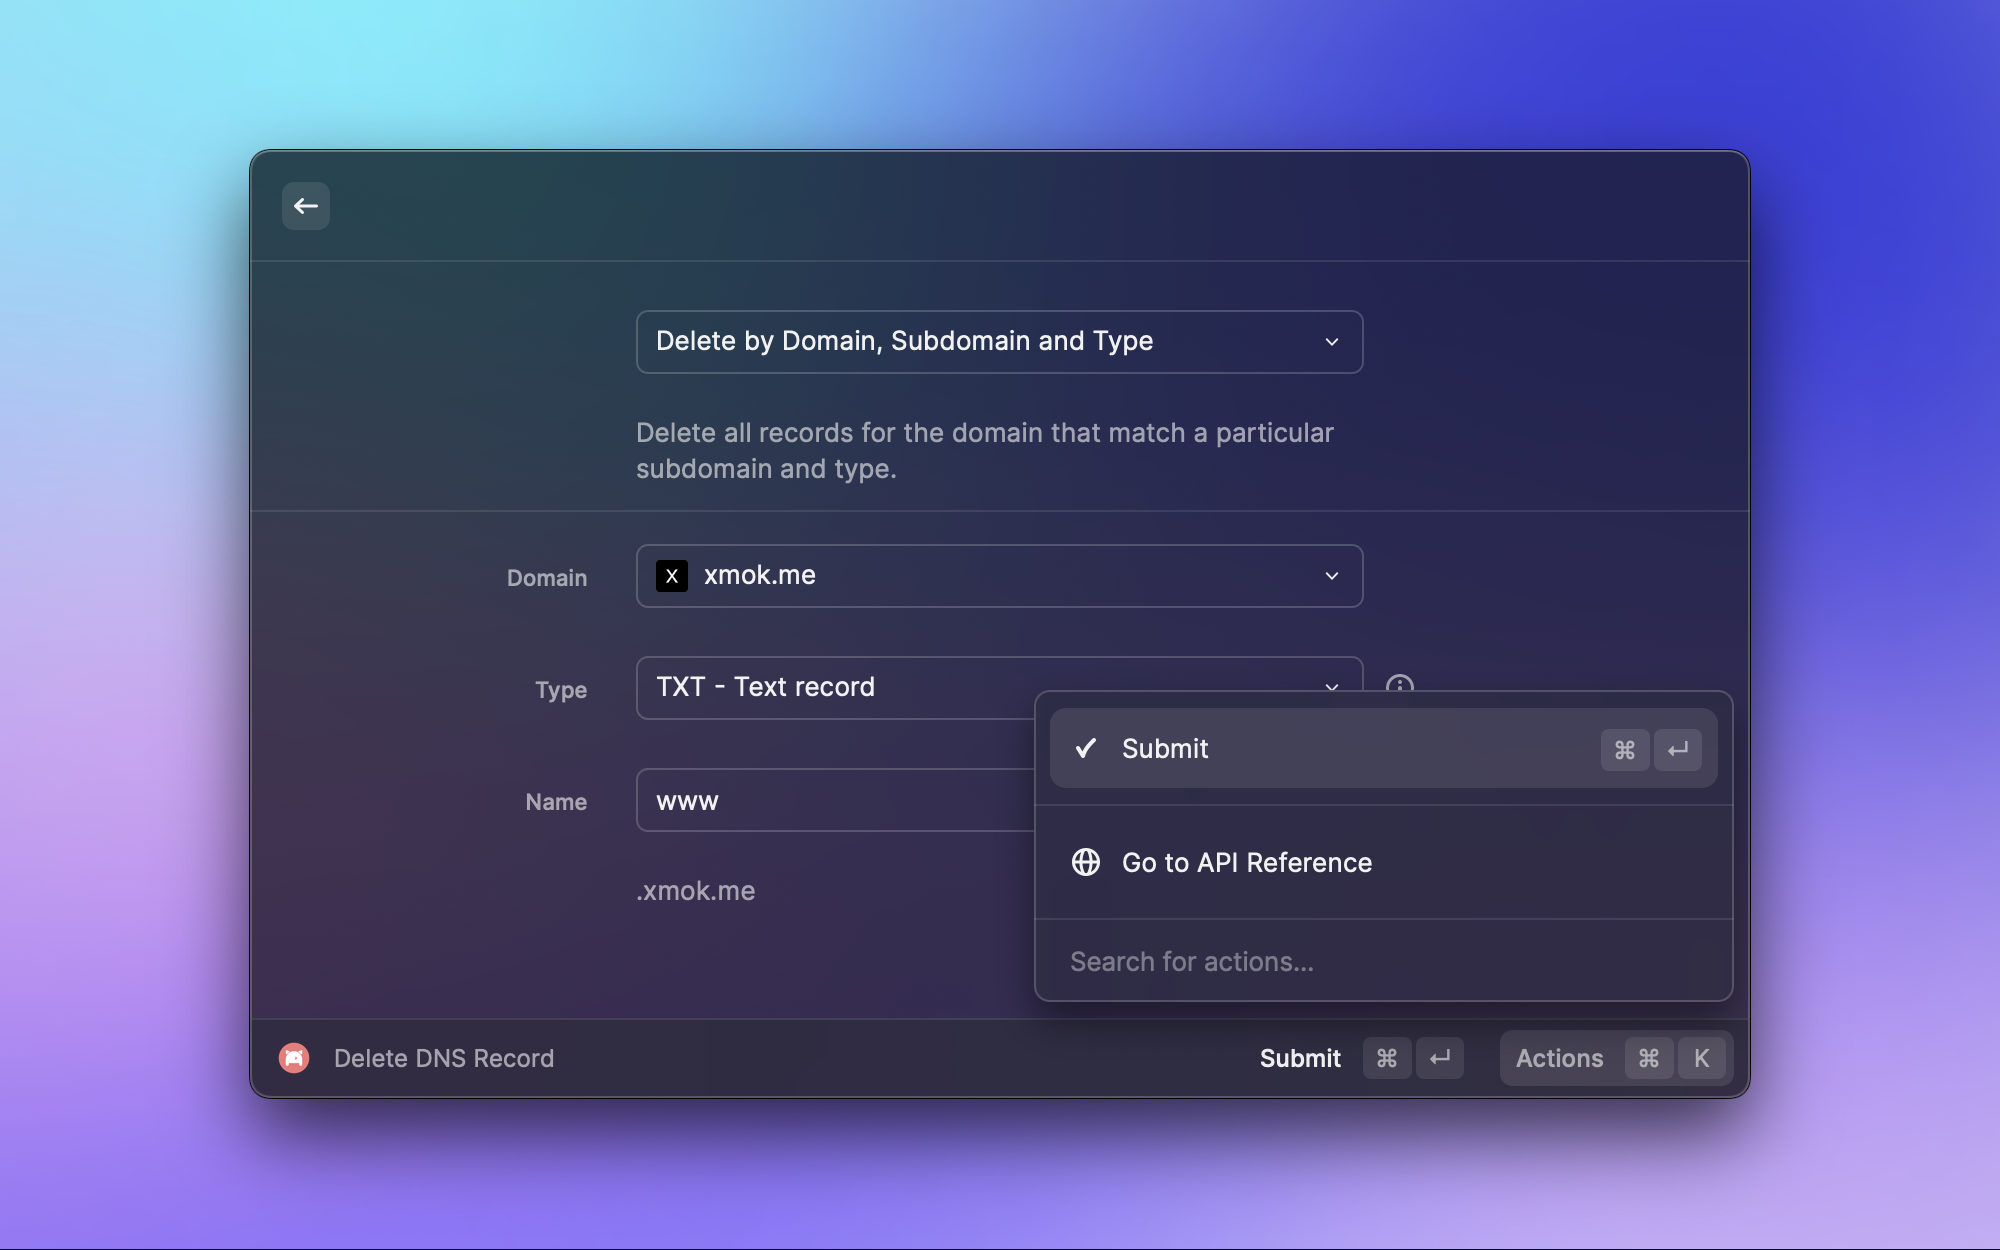 Delete by Domain, Subdomain and Type
Delete all records for the domain that match a particular
subdomain and type.
Domain
X xmok.me
Type
TXT - Text record
Name
www
.xmok.me
Submit ⌘ ↵
Go to API Reference
Search for actions...
Delete DNS Record
Submit ⌘ ↵
Actions ⌘ K